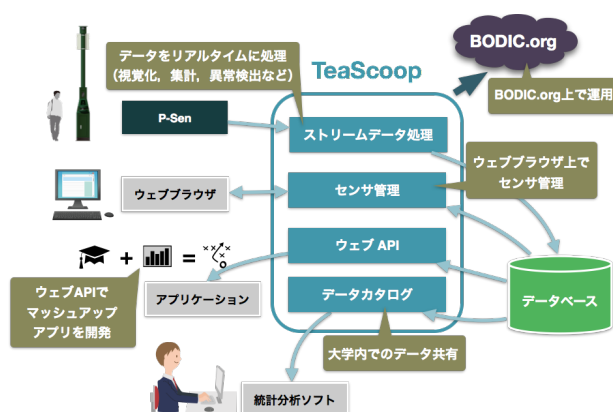 データをリアルタイムに処理
(視覚化，集計，異常検出など)
TeaScoop
BODIC.org
BODIC.org上で運用
P-Sen
ストリームデータ処理
ウェブブラウザ上で
センサ管理
ウェブブラウザ
センサ管理
ウェブ API
ウェブAPIで
マッシュアップ
アプリを開発
アプリケーション
データカタログ
データベース
大学内でのデータ共有
統計分析ソフト